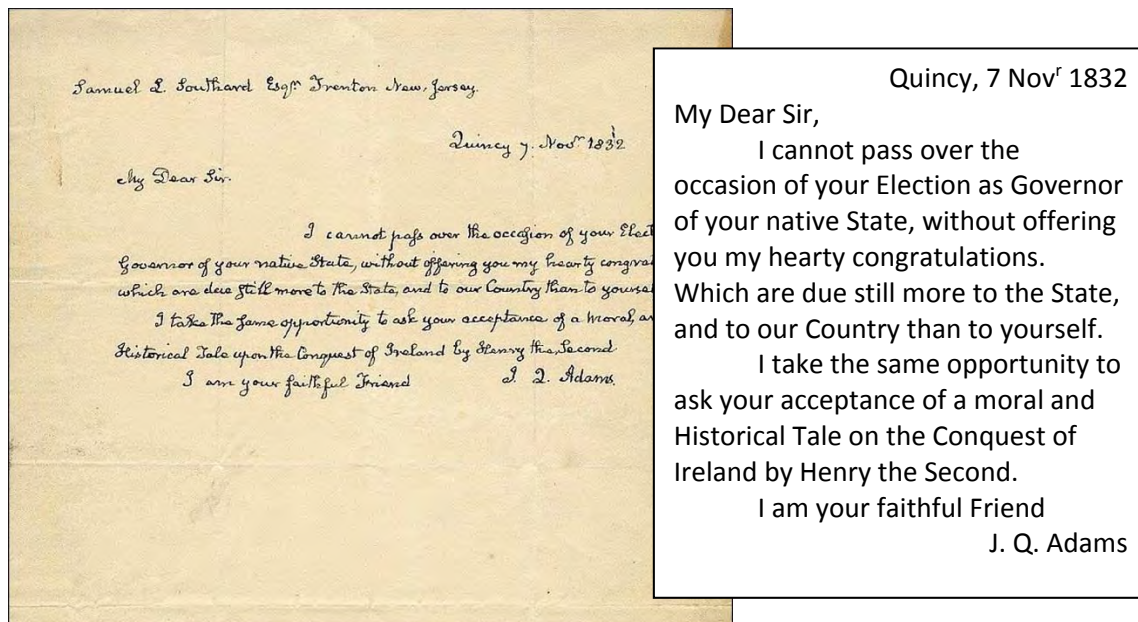 Samuel L. Southard Esqr. Trenton New Jersey.
Quincy 7. Novr 1832
My Dear Sir.
I cannot pass over the occasion of your Elect
Governor of your native State, without offering you my hearty congrat
which are due still more to the State, and to our Country than to yoursel
I take the same opportunity to ask your acceptance of a Moral, an
Historical Tale upon the Conquest of Ireland by Henry the Second
I am your faithful Friend J. Q. Adams.
Quincy, 7 Novʳ 1832
My Dear Sir,
I cannot pass over the
occasion of your Election as Governor
of your native State, without offering
you my hearty congratulations.
Which are due still more to the State,
and to our Country than to yourself.
I take the same opportunity to
ask your acceptance of a moral and
Historical Tale on the Conquest of
Ireland by Henry the Second.
I am your faithful Friend
J. Q. Adams